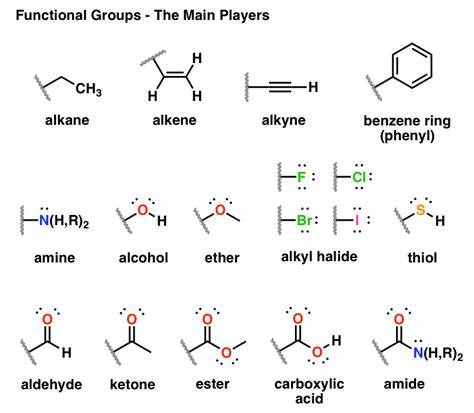 Functional Groups - The Main Players
CH3
H
H
H
H
alkane
alkene
alkyne
benzene ring
(phenyl)
F
Cl
N(H,R)2
O
H
O
Br
I
S
H
amine
alcohol
ether
alkyl halide
thiol
O
H
O
O
O
O
H
O
O
N(H,R)2
aldehyde
ketone
ester
carboxylic
acid
amide